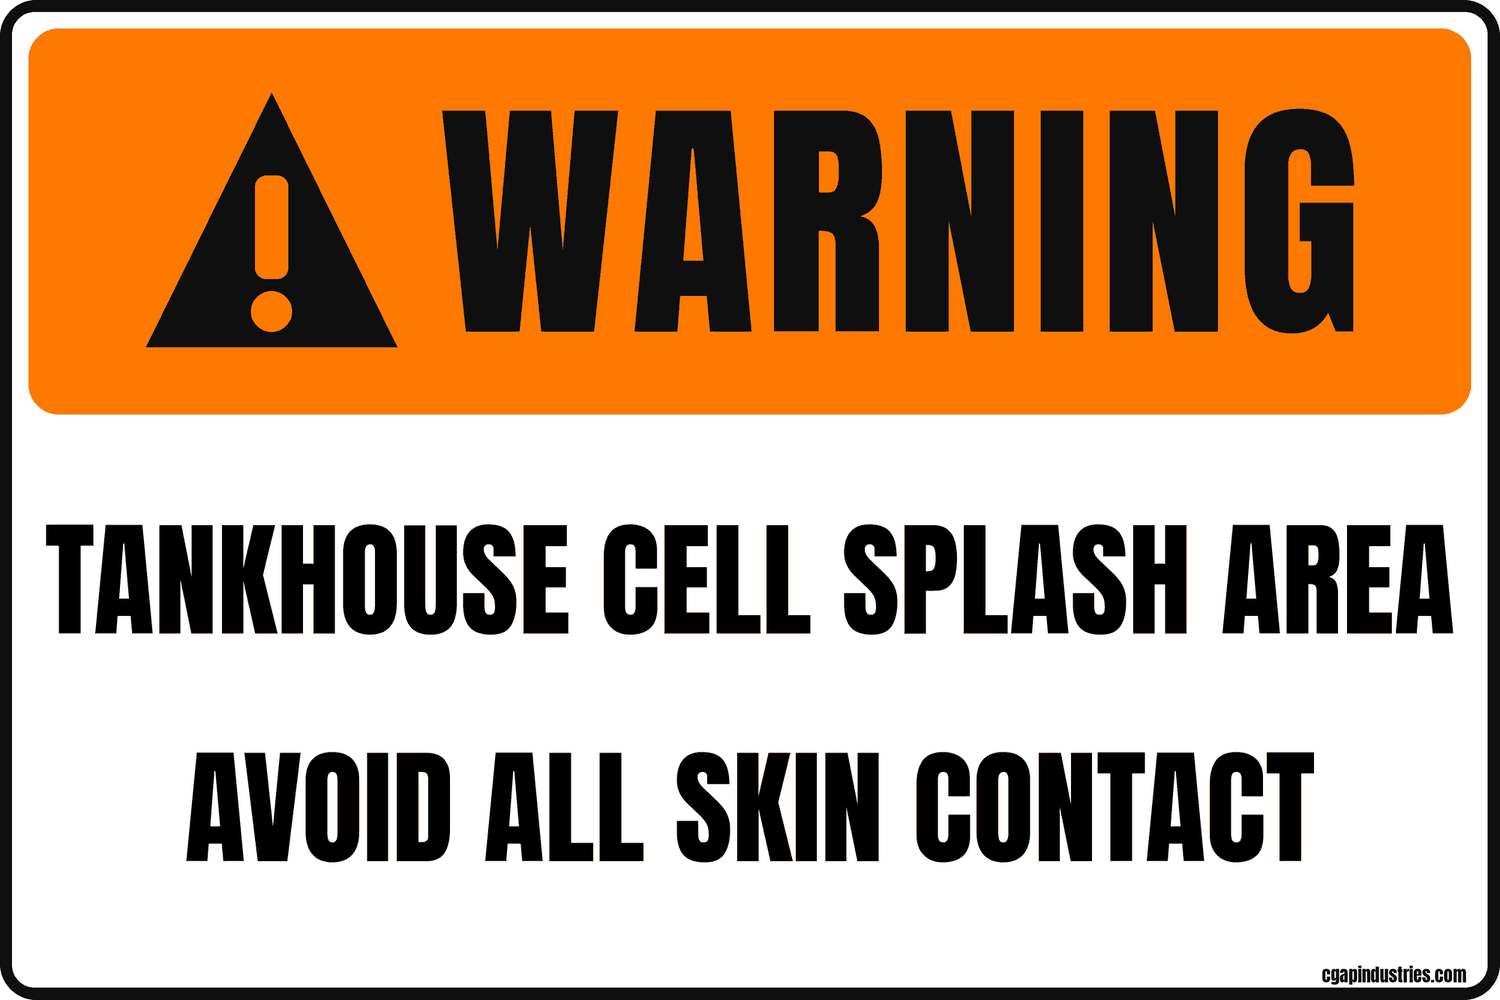 WARNING
TANKHOUSE CELL SPLASH AREA
AVOID ALL SKIN CONTACT
cgapindustries.com